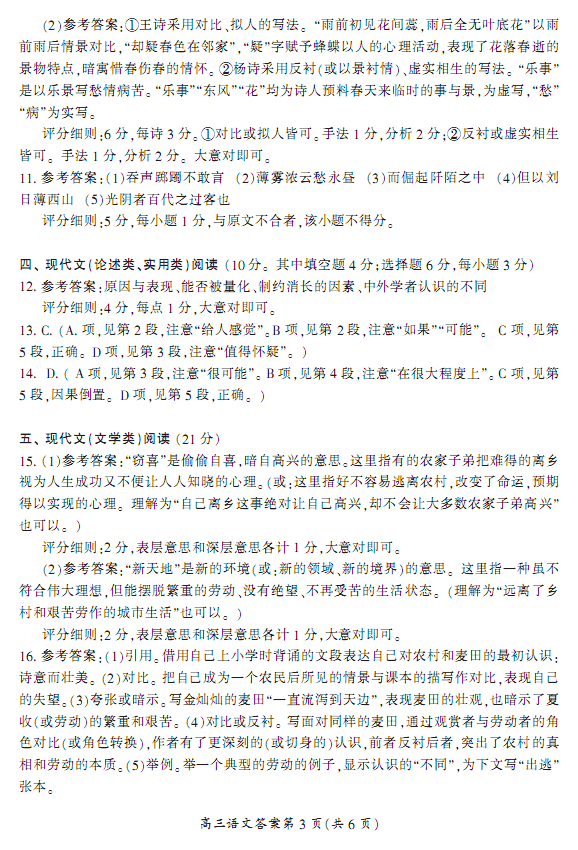 (2)参考答案:①王诗采用对比、拟人的写法。“雨前初见花间蕊,雨后全无叶底花”以雨
前雨后情景对比,“却疑春色在邻家”,“疑”字赋予蜂蝶以人的心理活动,表现了花落春逝的
景物特点,暗寓惜春伤春的情怀。②杨诗采用反衬(或以景衬情)、虚实相生的写法。“乐事”
是以乐景写愁情病苦。“乐事”“东风”“花”均为诗人预料春天来临时的事与景,为虚写,“愁”
“病”为实写。
评分细则:6分,每诗3分。①对比或拟人皆可。手法1分,分析2分;②反衬或虚实相生
皆可。手法1分,分析2分。大意对即可。
11. 参考答案:(1)吞声踯躅不敢言 (2)薄雾浓云愁永昼 (3)而倔起阡陌之中 (4)但以刘
日薄西山 (5)光阴者百代之过客也
评分细则:5分,每小题1分,与原文不合者,该小题不得分。
四、现代文(论述类、实用类)阅读(10分。其中填空题4分;选择题6分,每小题3分)
12. 参考答案:原因与表现、能否被量化、制约消长的因素、中外学者认识的不同
评分细则:4分,每点1分,大意对即可。
13. C. (A. 项,见第2段,注意“给人感觉”。B项,见第2段,注意“如果”“可能”。 C项,见第
5段,正确。D项,见第3段,注意“值得怀疑”。)
14. D. ( A项,见第3段,注意“很可能”。B项,见第4段,注意“在很大程度上”。C项,见第
5段,因果倒置。D项,见第5段,正确。)
五、现代文(文学类)阅读(21分)
15. (1)参考答案:“窃喜”是偷偷自喜,暗自高兴的意思。这里指有的农家子弟把难得的离乡
视为人生成功又不便让人人知晓的心理。(或:这里指好不容易逃离农村,改变了命运,预期
得以实现的心理。理解为“自己离乡这事绝对让自己高兴,却不会让大多数农家子弟高兴”
也可以。)
评分细则:2分,表层意思和深层意思各计1分,大意对即可。
(2)参考答案:“新天地”是新的环境(或:新的领域、新的境界)的意思。这里指一种虽不
符合伟大理想,但能摆脱繁重的劳动、没有绝望、不再受苦的生活状态。(理解为“远离了乡
村和艰苦劳作的城市生活”也可以。)
评分细则:2分,表层意思和深层意思各计1分,大意对即可。
16. 参考答案:(1)引用。借用自己上小学时背诵的文段表达自己对农村和麦田的最初认识:
诗意而壮美。(2)对比。把自己成为一个农民后所见的情景与课本的描写作对比,表现自己
的失望。(3)夸张或暗示。写金灿灿的麦田“一直流泻到天边”,表现麦田的壮观,也暗示了夏
收(或劳动)的繁重和艰苦。(4)对比或反衬。写面对同样的麦田,通过观赏者与劳动者的角
色对比(或角色转换),作者有了更深刻的(或切身的)认识,前者反衬后者,突出了农村的真
相和劳动的本质。(5)举例。举一个典型的劳动的例子,显示认识的“不同”,为下文写“出逃”
张本。
高三语文答案第3页(共6页)